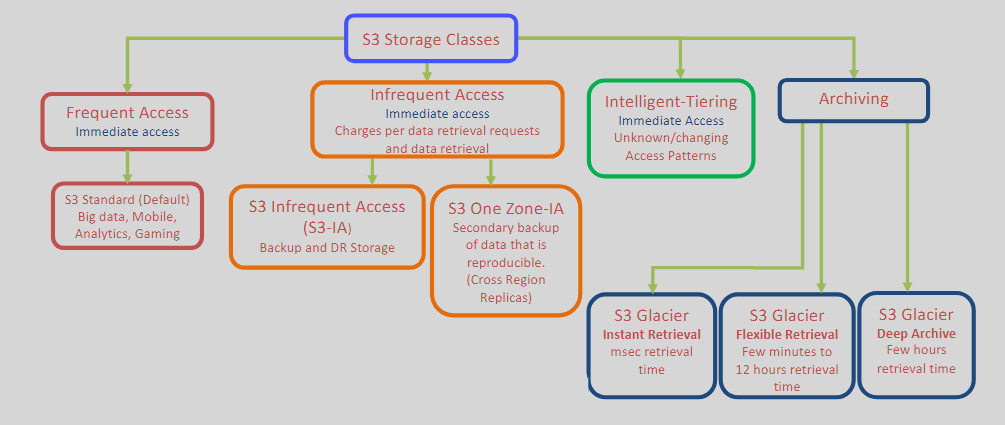 S3 Storage Classes
Frequent Access
Immediate access
Infrequent Access
Immediate access
Charges per data retrieval requests
and data retrieval
Intelligent-Tiering
Immediate Access
Unknown/changing
Access Patterns
Archiving
S3 Standard (Default)
Big data, Mobile,
Analytics, Gaming
S3 Infrequent Access
(S3-IA)
Backup and DR Storage
S3 One Zone-IA
Secondary backup
of data that is
reproducible.
(Cross Region
Replicas)
S3 Glacier
Instant Retrieval
msec retrieval
time
S3 Glacier
Flexible Retrieval
Few minutes to
12 hours retrieval
time
S3 Glacier
Deep Archive
Few hours
retrieval time